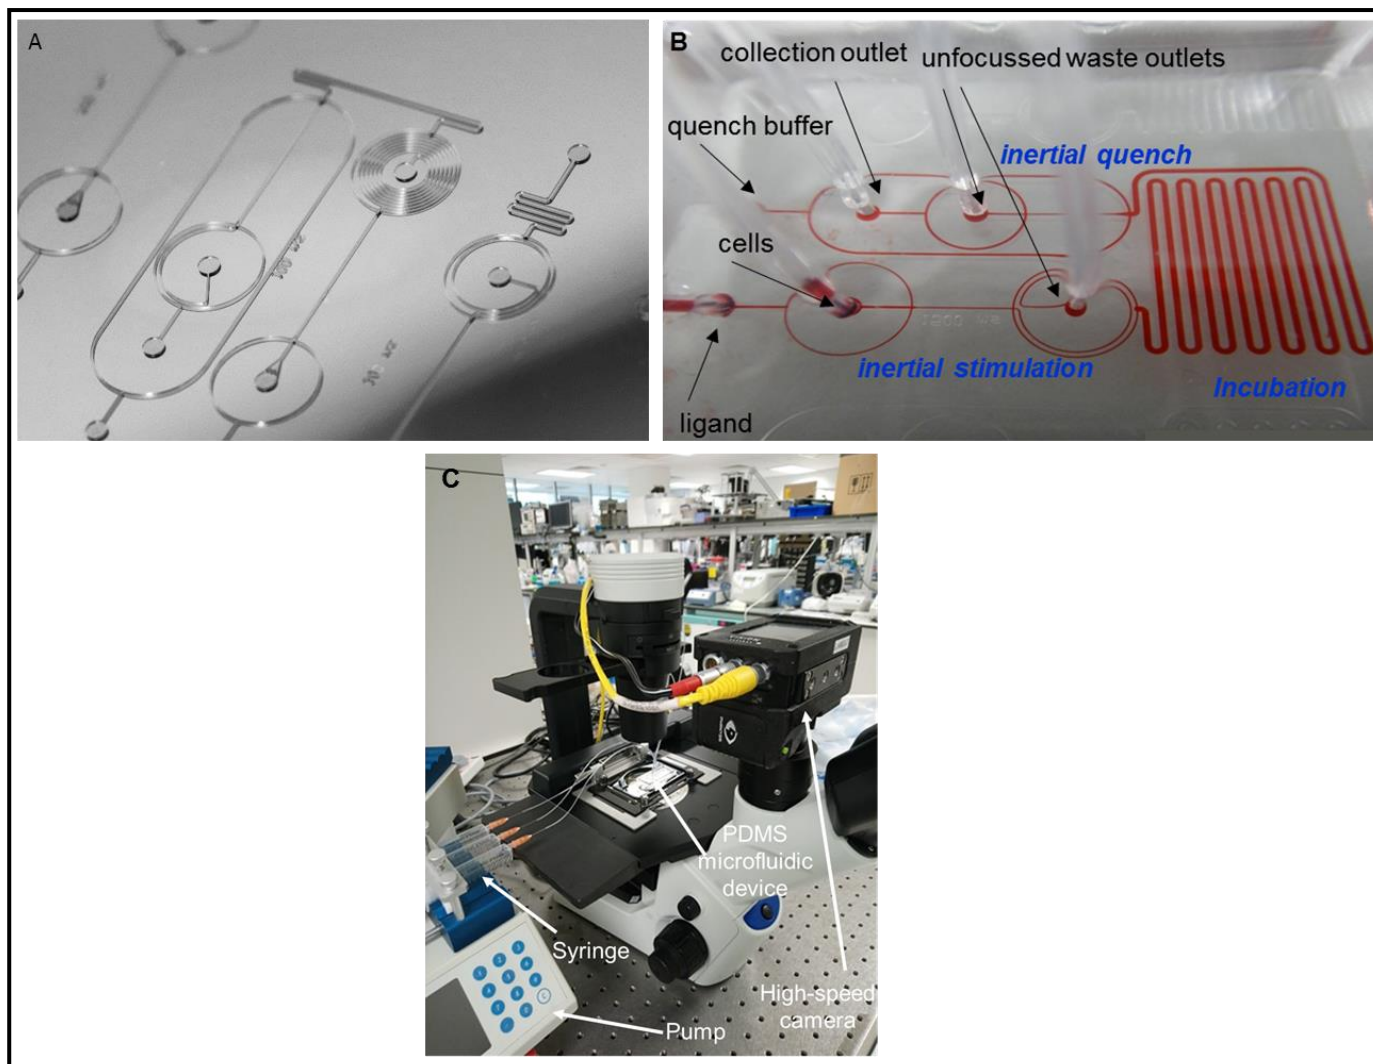 A
B
collection outlet
unfocussed waste outlets
quench buffer
inertial quench
cells
inertial stimulation
Incubation
ligand
C
PDMS
microfluidic
device
Syringe
High-speed
camera
Pump